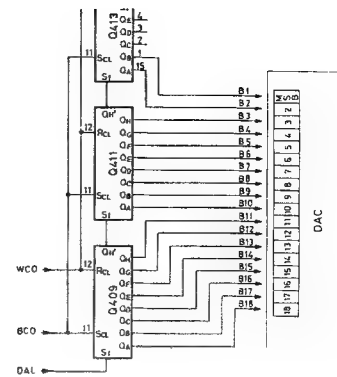 Q413
QE 4
QD 3
QC 2
11 SCL QB 1
QA 15
SI
B1
B2
B3
B4
B5
B6
B7
B8
B9
B10
B11
B12
B13
B14
B15
B16
B17
B18
QH'
12 RCL
Q411
11 SCL
SI
QH
QG
QF
QE
QD
QC
QB
QA
QH'
12 RCL
Q409
11 SCL
SI
QH
QG
QF
QE
QD
QC
QB
QA
WCO
BCO
DAL
MSB
2
3
4
5
6
7
8
9
10
11
12
13
14
15
16
17
18
DAC